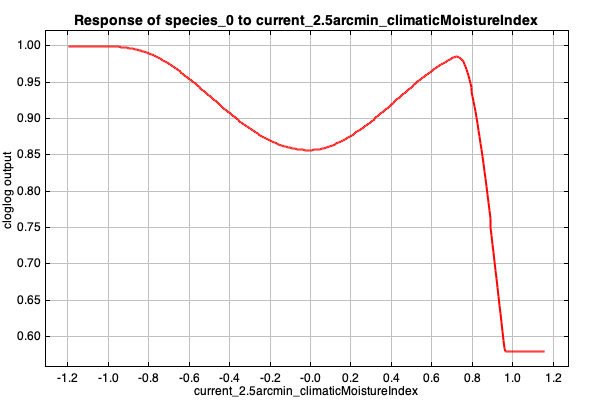 Response of species_0 to current_2.5arcmin_climaticMoistureIndex
cloglog output
1.00
0.95
0.90
0.85
0.80
0.75
0.70
0.65
0.60
-1.2 -1.0 -0.8 -0.6 -0.4 -0.2 -0.0 0.2 0.4 0.6 0.8 1.0 1.2
current_2.5arcmin_climaticMoistureIndex